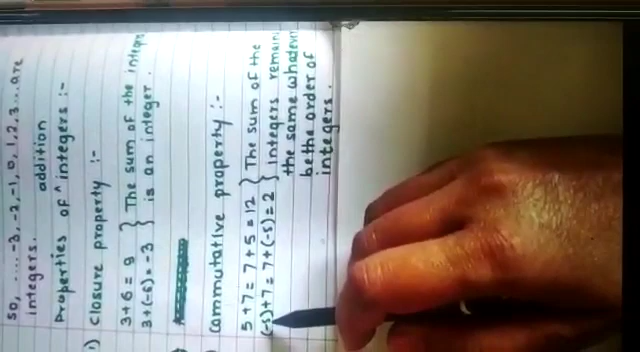 so, .... -3, -2, -1, 0, 1, 2, 3 ... are
integers.
addition
Properties of ^ integers :-
1) Closure property :-
3+6 = 9 } The sum of the integers
3+(-6) = -3 } is an integer.
Commutative property :-
5+7 = 7+5 = 12 } The sum of the
(-5)+7 = 7+(-5) = 2 } Integers remains
the same whatever
be the order of
integers.